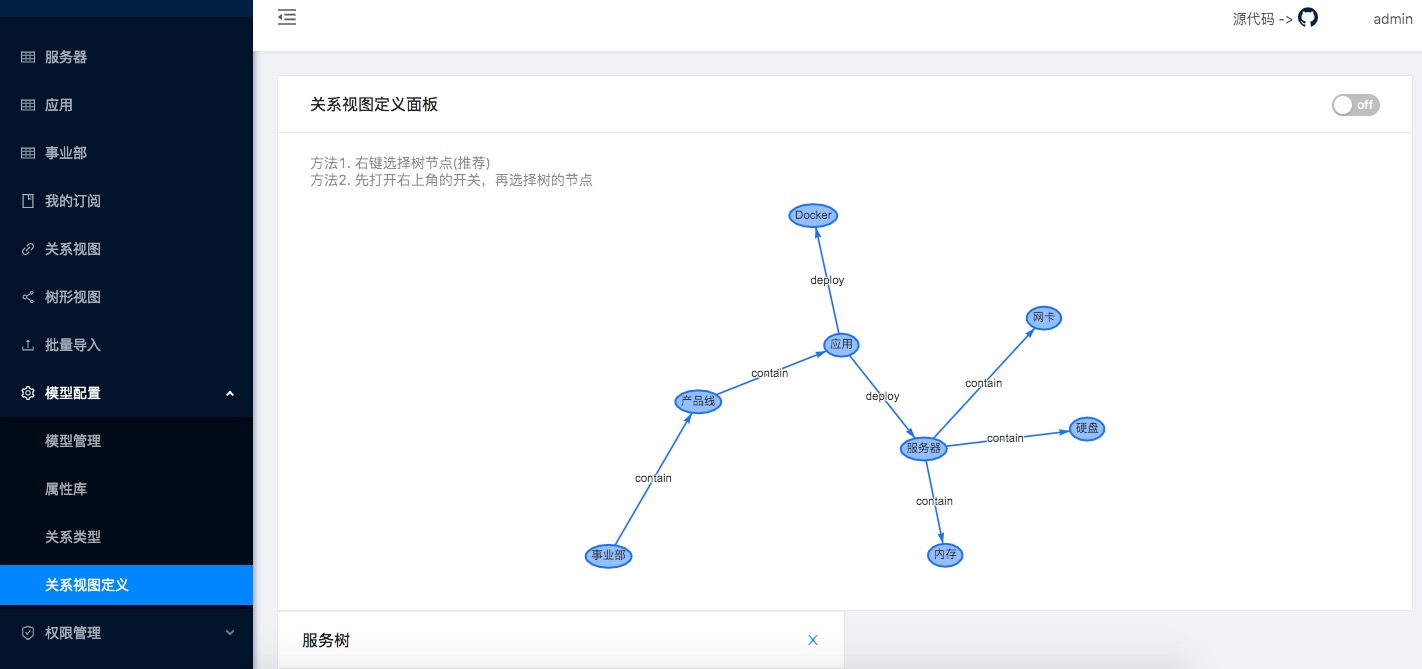 源代码 ->
admin
服务器
应用
事业部
我的订阅
关系视图
树形视图
批量导入
模型配置
模型管理
属性库
关系类型
关系视图定义
权限管理
关系视图定义面板
off
方法1. 右键选择树节点(推荐)
方法2. 先打开右上角的开关，再选择树的节点
Docker
deploy
网卡
应用
contain
contain
deploy
产品线
硬盘
contain
服务器
contain
contain
事业部
内存
服务树
X